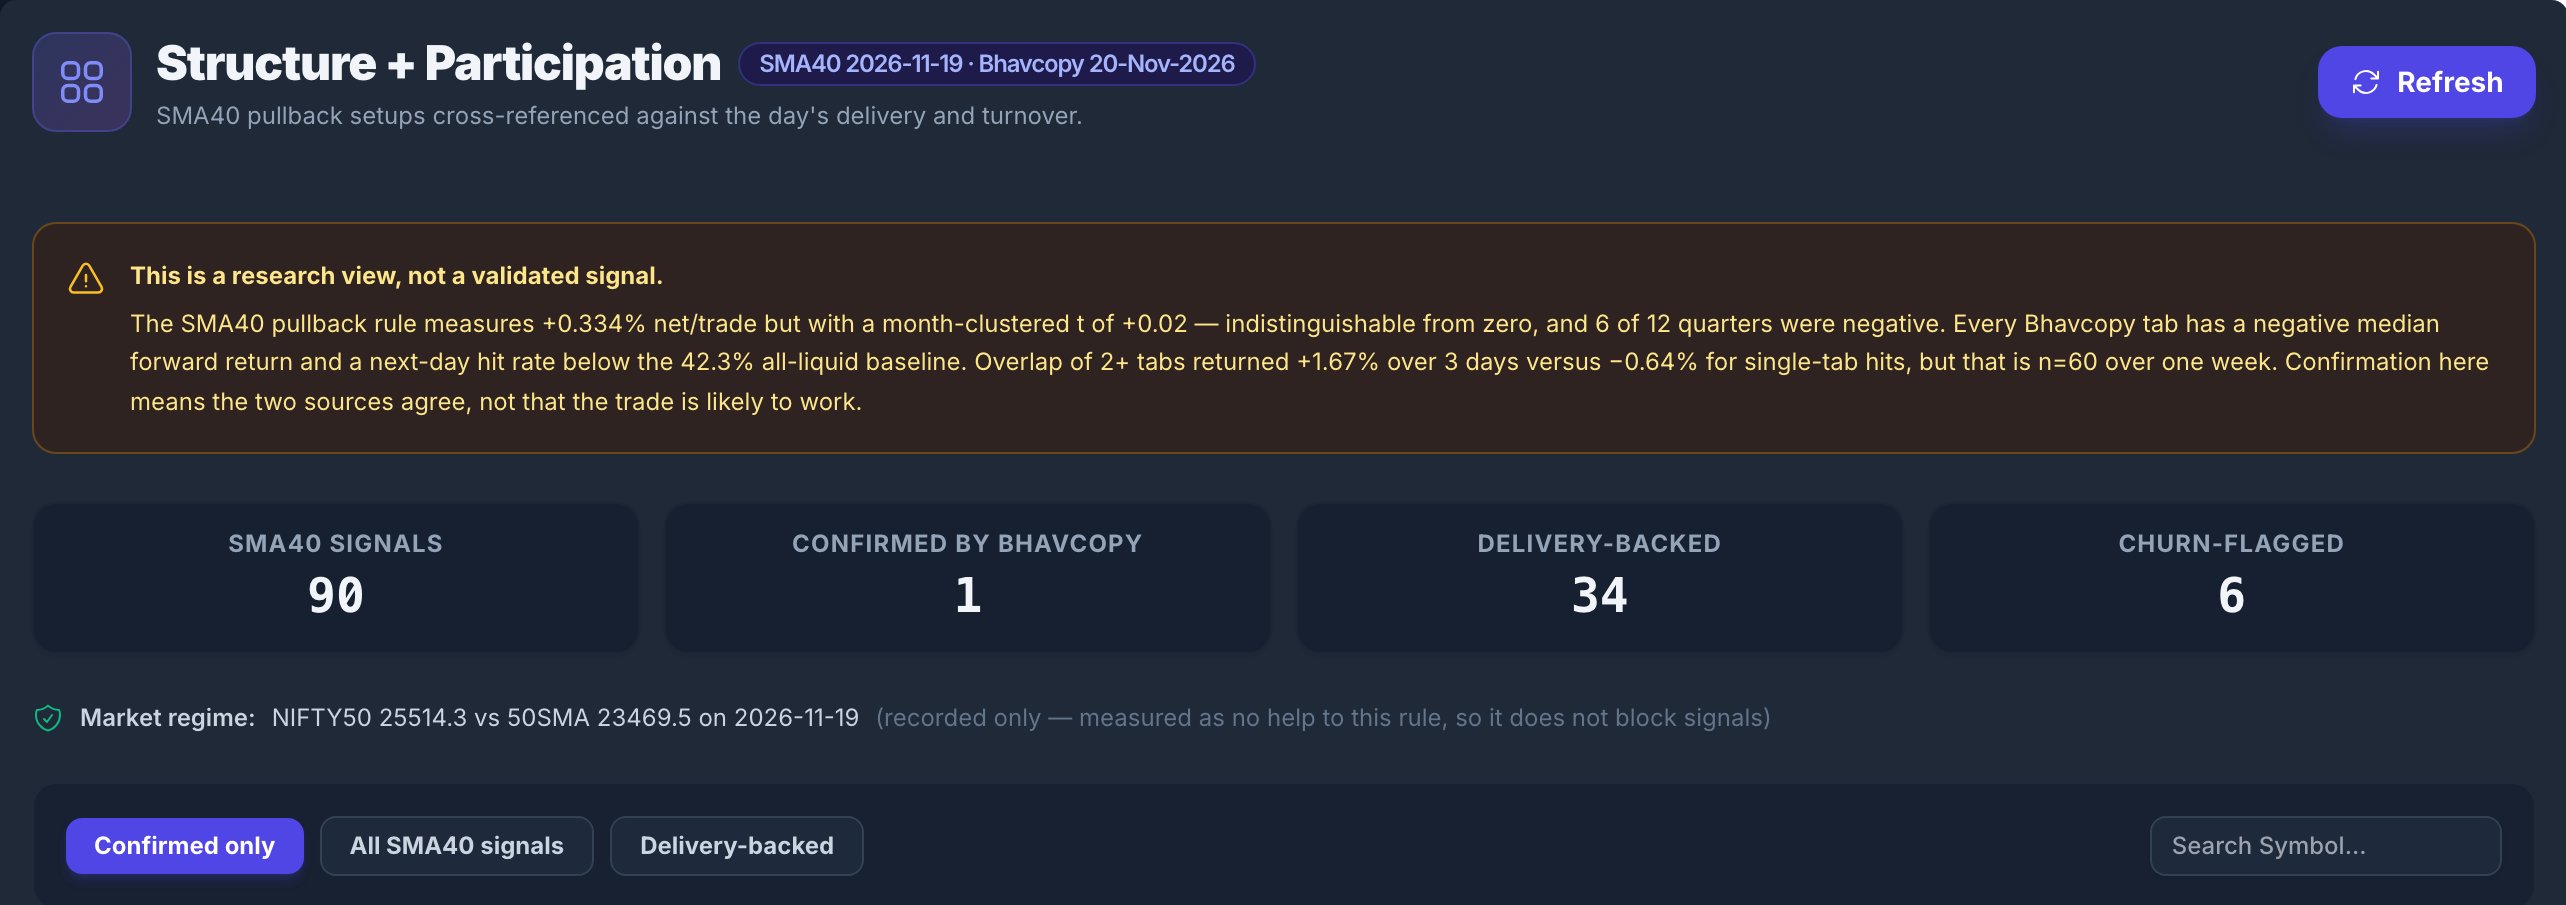 Structure + Participation
SMA40 2026-11-19 · Bhavcopy 20-Nov-2026
SMA40 pullback setups cross-referenced against the day's delivery and turnover.
Refresh
This is a research view, not a validated signal.
The SMA40 pullback rule measures +0.334% net/trade but with a month-clustered t of +0.02 — indistinguishable from zero, and 6 of 12 quarters were negative. Every Bhavcopy tab has a negative median
forward return and a next-day hit rate below the 42.3% all-liquid baseline. Overlap of 2+ tabs returned +1.67% over 3 days versus −0.64% for single-tab hits, but that is n=60 over one week. Confirmation here
means the two sources agree, not that the trade is likely to work.
SMA40 SIGNALS
90
CONFIRMED BY BHAVCOPY
1
DELIVERY-BACKED
34
CHURN-FLAGGED
6
Market regime: NIFTY50 25514.3 vs 50SMA 23469.5 on 2026-11-19 (recorded only — measured as no help to this rule, so it does not block signals)
Confirmed only
All SMA40 signals
Delivery-backed
Search Symbol...